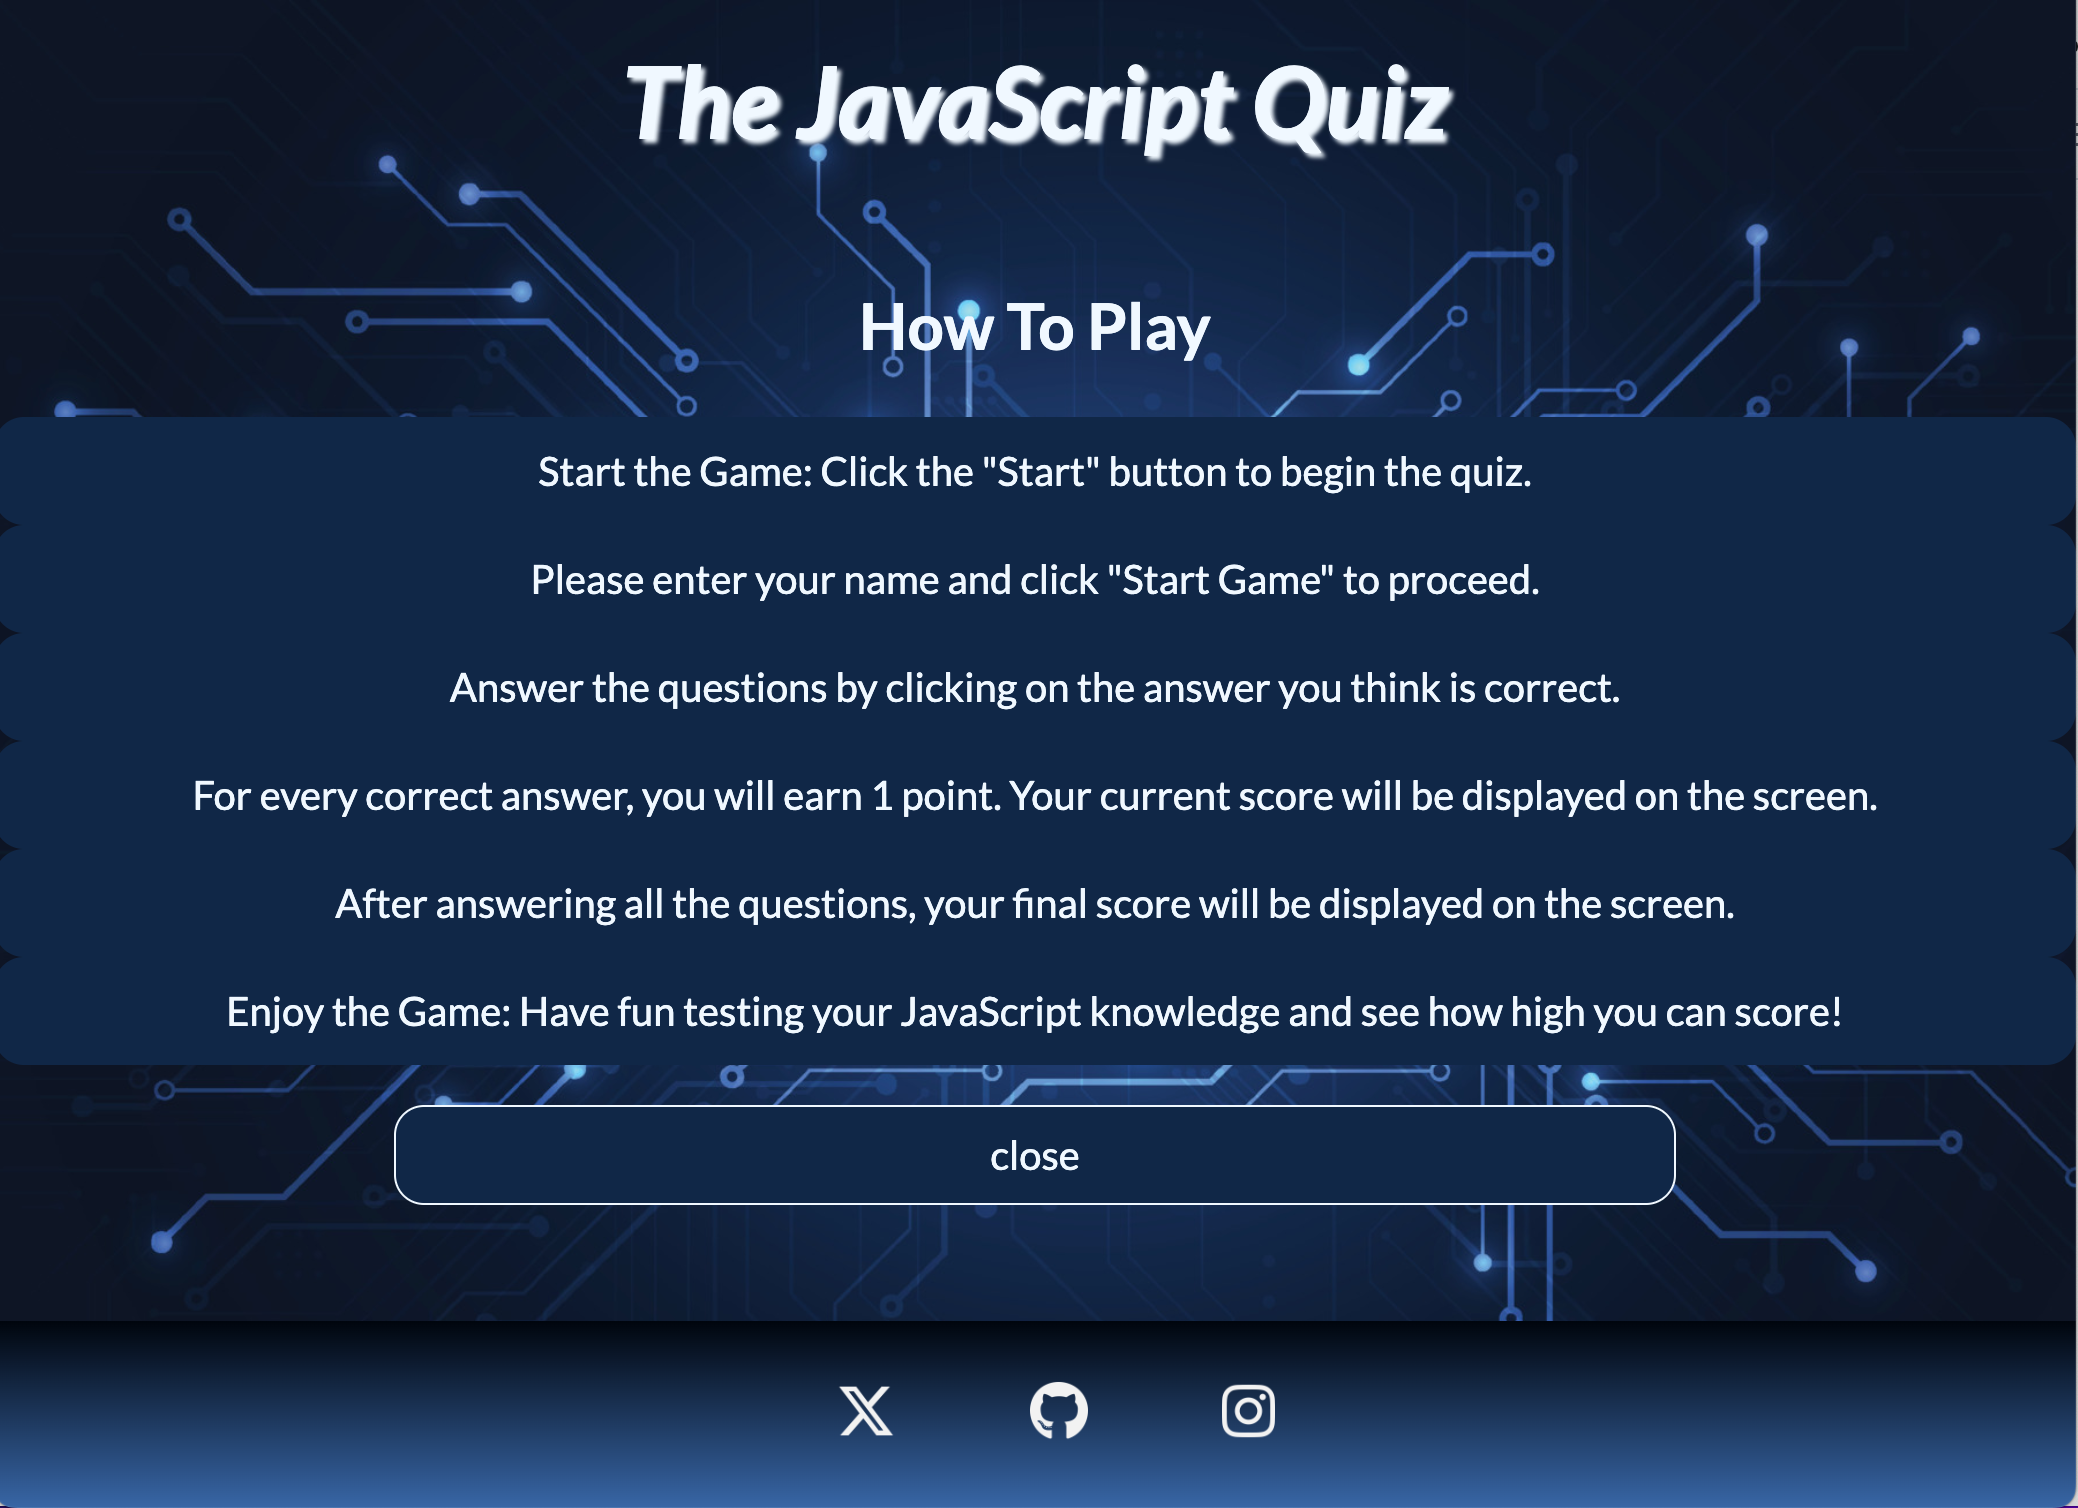 The JavaScript Quiz
How To Play
Start the Game: Click the "Start" button to begin the quiz.
Please enter your name and click "Start Game" to proceed.
Answer the questions by clicking on the answer you think is correct.
For every correct answer, you will earn 1 point. Your current score will be displayed on the screen.
After answering all the questions, your final score will be displayed on the screen.
Enjoy the Game: Have fun testing your JavaScript knowledge and see how high you can score!
close